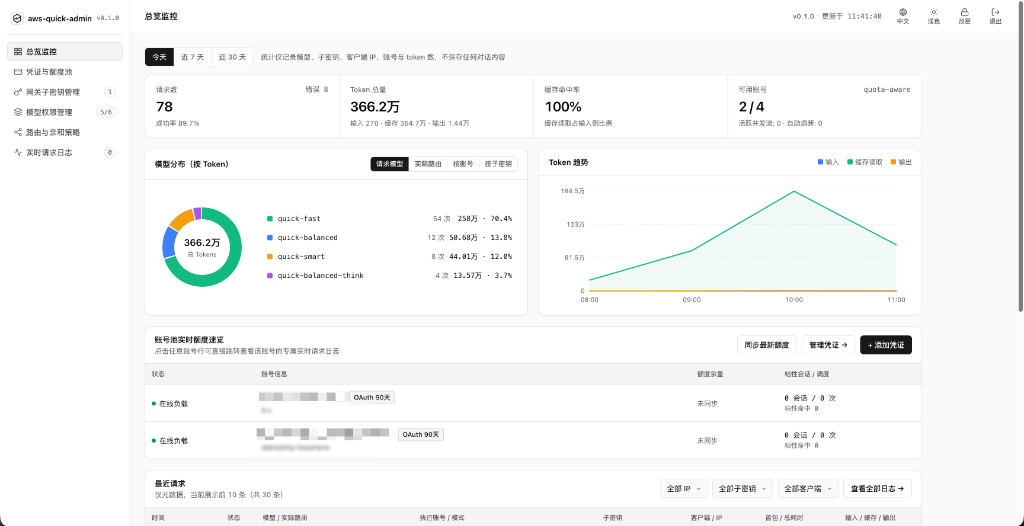 aws-quick-admin v0.1.0
总览监控
凭证与额度池
网关子密钥管理 1
模型权限管理 5/6
路由与亲和策略
实时请求日志 0
总览监控
v0.1.0 更新于 11:41:40
中文 浅色 改密 退出
今天 近 7 天 近 30 天 统计仅记录模型、子密钥、客户端 IP、账号与 token 数，不保存任何对话内容
请求数 错误 8
78
成功率 89.7%
Token 总量
366.2万
输入 270 · 缓存 364.7万 · 输出 1.44万
缓存命中率
100%
缓存读取占输入侧比例
可用账号 quota-aware
2 / 4
活跃并发流: 0 · 自动熔断: 0
模型分布（按 Token）
请求模型 实际路由 按账号 按子密钥
366.2万
总 Tokens
quick-fast 54 次 258万 · 70.4%
quick-balanced 12 次 50.68万 · 13.8%
quick-smart 8 次 44.01万 · 12.0%
quick-balanced-think 4 次 13.57万 · 3.7%
Token 趋势
输入 缓存读取 输出
184.5万
123万
61.5万
0
08:00 09:00 10:00 11:00
账号池实时额度速览
点击任意账号行可直接跳转查看该账号的专属实时请求日志
同步最新额度 管理凭证 → + 添加凭证
状态 账号信息 额度余量 粘性会话 / 调度
在线负载 OAuth 90天 未同步 0 会话 / 0 次
粘性命中 0
在线负载 OAuth 90天 未同步 0 会话 / 0 次
粘性命中 0
最近请求
仅元数据，当前展示前 10 条（共 30 条）
全部 IP 全部子密钥 全部客户端 查看全部日志 →
时间 状态 模型 / 实际路由 执行账号 / 模式 子密钥 客户端 / IP 首包 / 总耗时 输入 / 缓存 / 输出